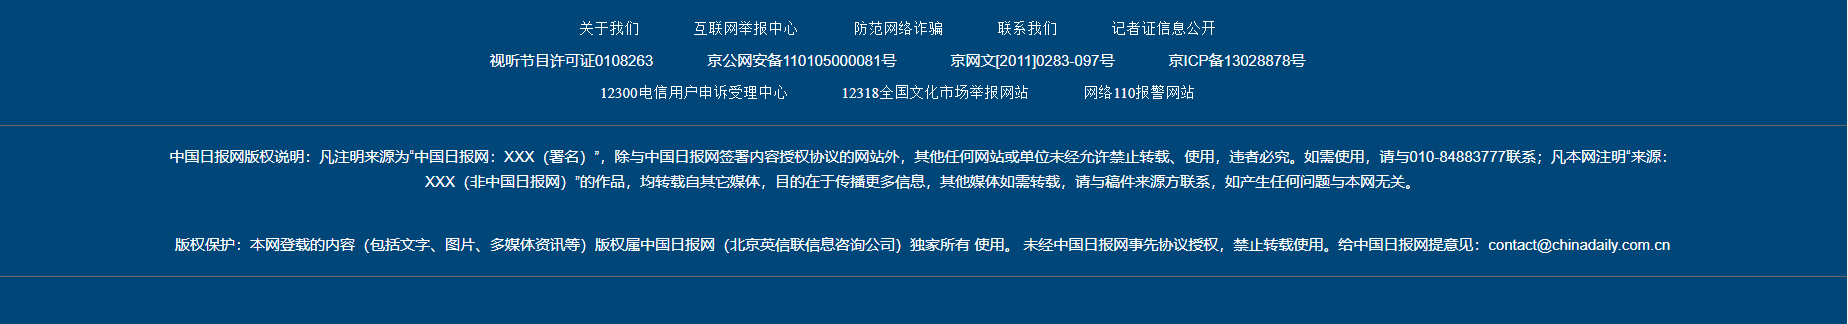 关于我们 互联网举报中心 防范网络诈骗 联系我们 记者证信息公开
视听节目许可证0108263 京公网安备110105000081号 京网文[2011]0283-097号 京ICP备13028878号
12300电信用户申诉受理中心 12318全国文化市场举报网站 网络110报警网站
中国日报网版权说明：凡注明来源为“中国日报网：XXX（署名）”，除与中国日报网签署内容授权协议的网站外，其他任何网站或单位未经允许禁止转载、使用，违者必究。如需使用，请与010-84883777联系；凡本网注明“来源：
XXX（非中国日报网）”的作品，均转载自其它媒体，目的在于传播更多信息，其他媒体如需转载，请与稿件来源方联系，如产生任何问题与本网无关。
版权保护：本网登载的内容（包括文字、图片、多媒体资讯等）版权属中国日报网（北京英信联信息咨询公司）独家所有 使用。 未经中国日报网事先协议授权，禁止转载使用。给中国日报网提意见：contact@chinadaily.com.cn